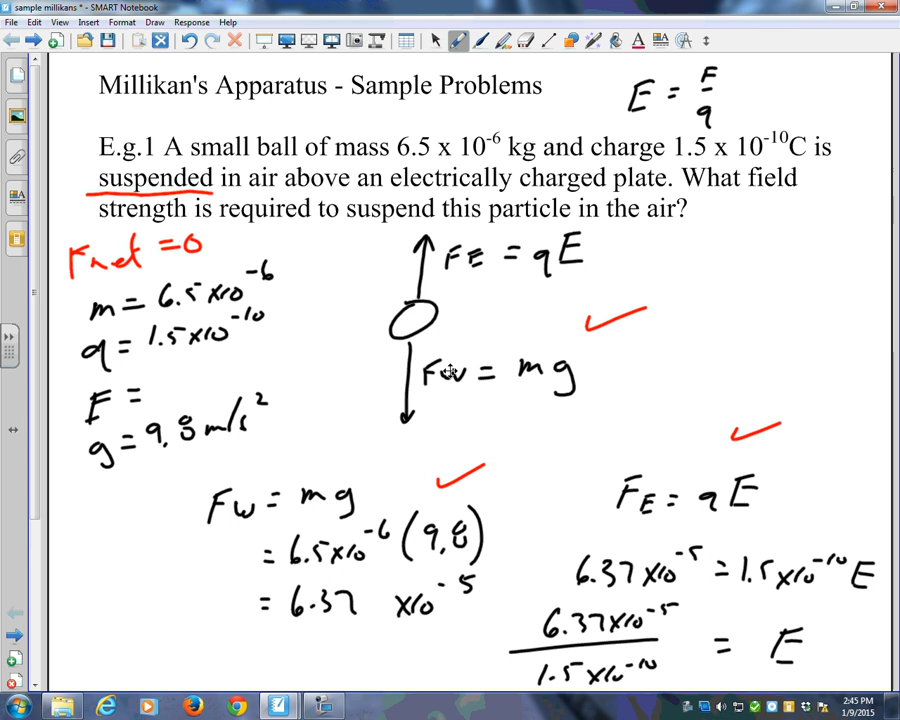 sample millikans * - SMART Notebook
File Edit View Insert Format Draw Response Help
Millikan's Apparatus - Sample Problems
E = F/q
E.g.1 A small ball of mass 6.5 x 10^-6 kg and charge 1.5 x 10^-10C is
suspended in air above an electrically charged plate. What field
strength is required to suspend this particle in the air?
Fnet = 0
m = 6.5x10^-6
q = 1.5x10^-10
F =
g = 9.8 m/s^2
FE = qE
Fw = mg
Fw = mg
= 6.5x10^-6 (9.8)
= 6.37 x10^-5
FE = qE
6.37x10^-5 = 1.5x10^-10 E
6.37x10^-5 / 1.5x10^-10 = E
2:45 PM
1/9/2015